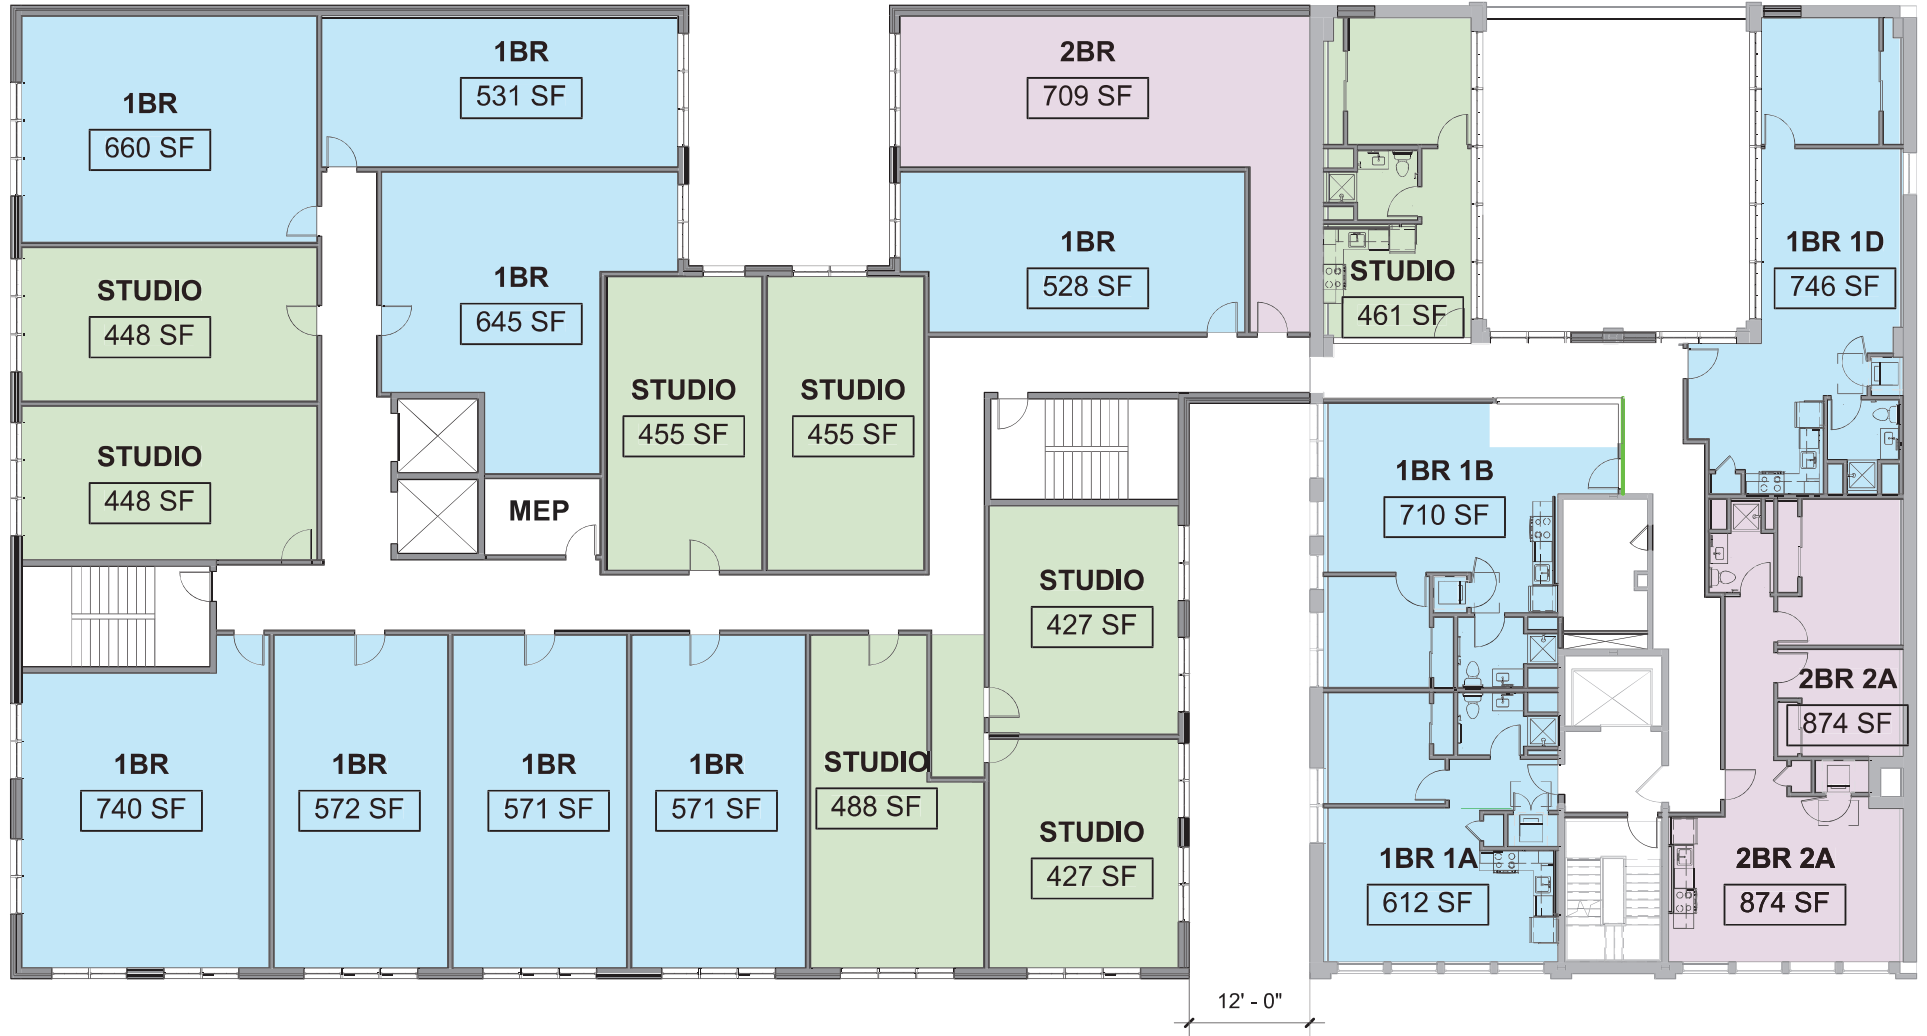 1BR
660 SF
1BR
531 SF
2BR
709 SF
STUDIO
448 SF
1BR
645 SF
1BR
528 SF
STUDIO
461 SF
1BR 1D
746 SF
STUDIO
448 SF
STUDIO
455 SF
STUDIO
455 SF
MEP
1BR 1B
710 SF
STUDIO
427 SF
2BR 2A
874 SF
1BR
740 SF
1BR
572 SF
1BR
571 SF
1BR
571 SF
STUDIO
488 SF
STUDIO
427 SF
1BR 1A
612 SF
2BR 2A
874 SF
12' - 0"